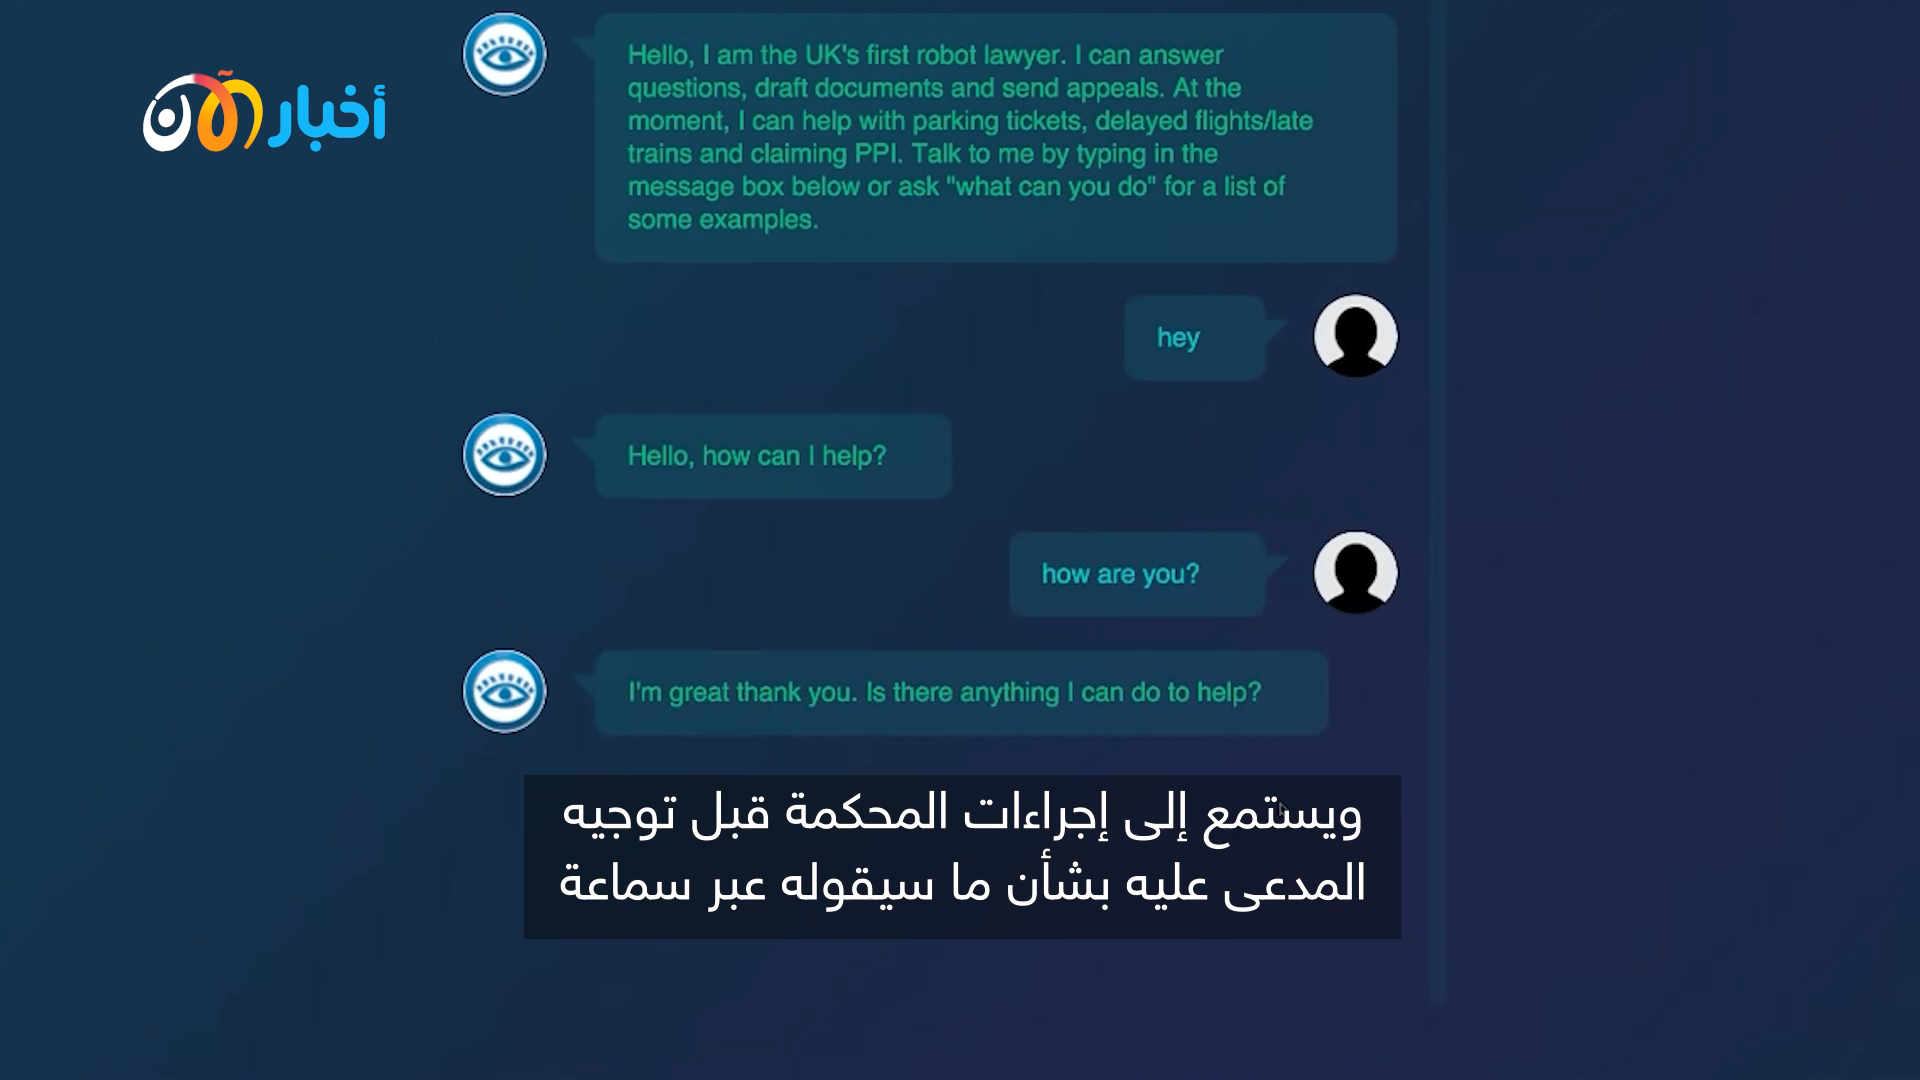 أخبار الآن
Hello, I am the UK's first robot lawyer. I can answer
questions, draft documents and send appeals. At the
moment, I can help with parking tickets, delayed flights/late
trains and claiming PPI. Talk to me by typing in the
message box below or ask "what can you do" for a list of
some examples.
hey
Hello, how can I help?
how are you?
I'm great thank you. Is there anything I can do to help?
ويستمع إلى إجراءات المحكمة قبل توجيه
المدعى عليه بشأن ما سيقوله عبر سماعة